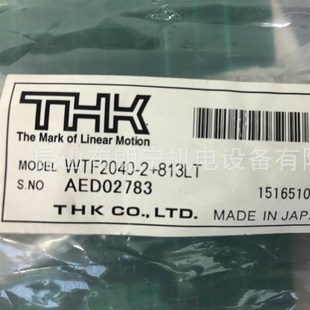 THK
The Mark of Linear Motion
MODEL WTF2040-2+813LT
S.NO AED02783
1516510
THK CO., LTD.
MADE IN JAPA